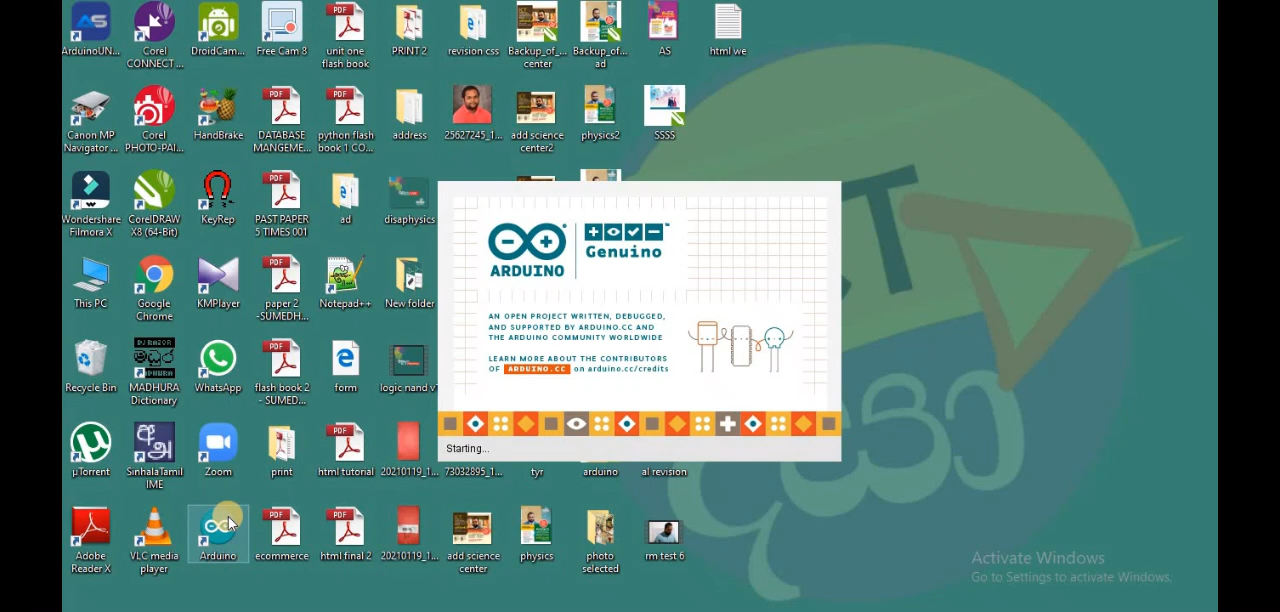 ArduinoUN...
Corel
CONNECT ...
DroidCam...
Free Cam 8
unit one
flash book
PRINT 2
revision css
Backup_of_...
center
Backup_of...
ad
AS
html we
Canon MP
Navigator ...
Corel
PHOTO-PAI...
HandBrake
DATABASE
MANGEME...
python flash
book 1 CO...
address
25627245_1...
add science
center2
physics2
SSSS
Wondershare
Filmora X
CorelDRAW
X8 (64-Bit)
KeyRep
PAST PAPER
5 TIMES 001
ad
disaphysics
This PC
Google
Chrome
KMPlayer
paper 2
-SUMEDH...
Notepad++
New folder
Recycle Bin
MADHURA
Dictionary
WhatsApp
flash book 2
- SUMED...
form
logic nand v
µTorrent
SinhalaTamil
IME
Zoom
print
html tutorial
20210119_1...
73032895_1...
tyr
arduino
al revision
Adobe
Reader X
VLC media
player
Arduino
ecommerce
html final 2
20210119_1...
add science
center
physics
photo
selected
rm test 6
ARDUINO
Genuino
AN OPEN PROJECT WRITTEN, DEBUGGED,
AND SUPPORTED BY ARDUINO.CC AND
THE ARDUINO COMMUNITY WORLDWIDE
LEARN MORE ABOUT THE CONTRIBUTORS
OF ARDUINO.CC on arduino.cc/credits
Starting...
Activate Windows
Go to Settings to activate Windows.